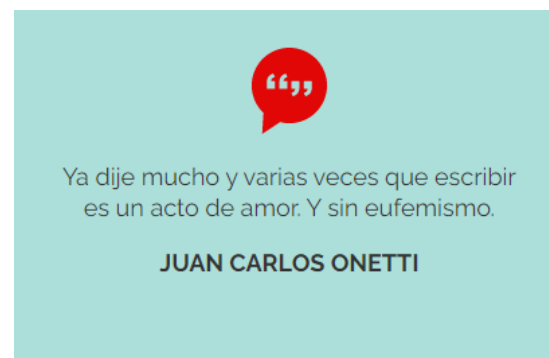 “„
Ya dije mucho y varias veces que escribir
es un acto de amor. Y sin eufemismo.
JUAN CARLOS ONETTI